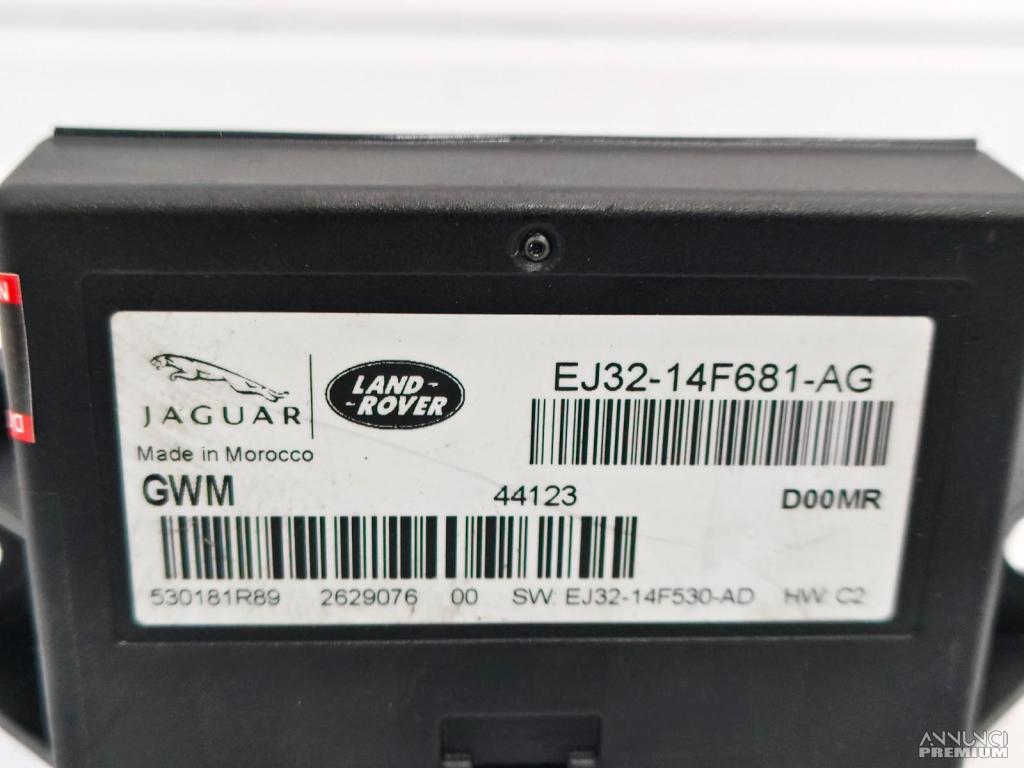 EJ32-14F681-AG
JAGUAR
LAND-
-ROVER
Made in Morocco
GWM 44123 D00MR
530181R89 2629076 00 SW: EJ32-14F530-AD HW: C2
ANNUNCI
PREMIUM